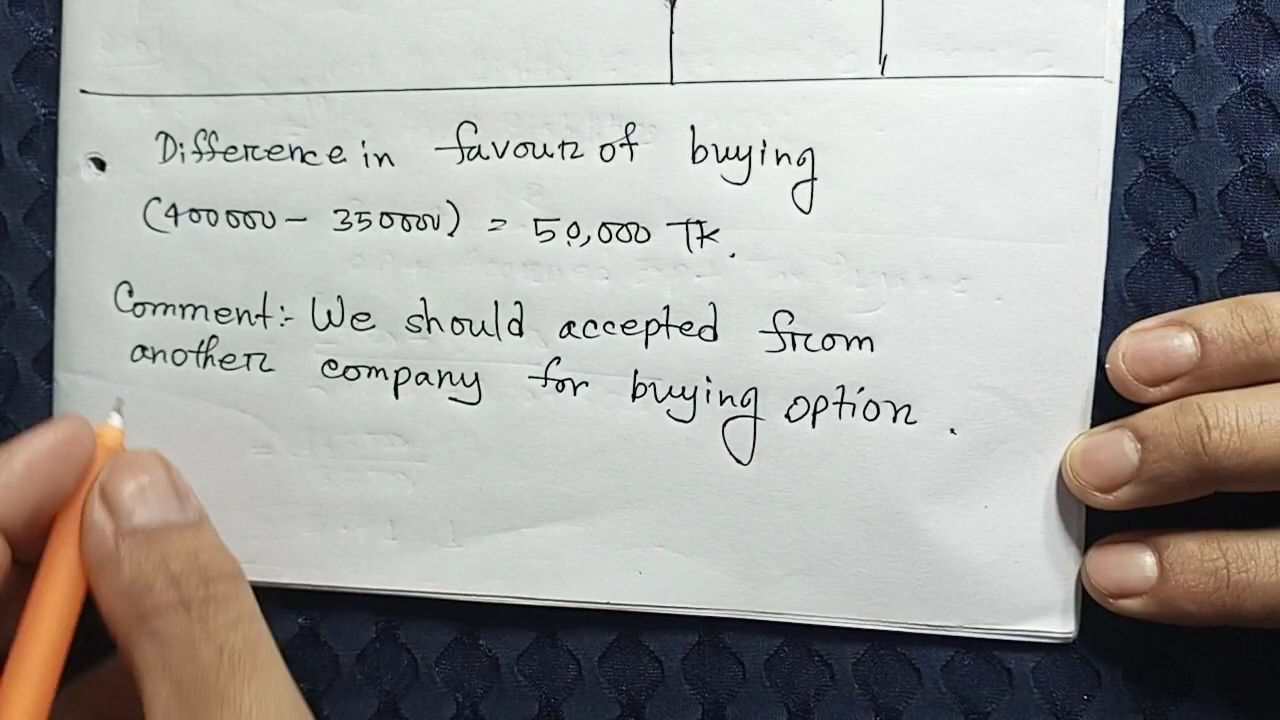 Difference in favour of buying
(400000 - 350000) = 50,000 TK.
Comment:- We should accepted from
another company for buying option.